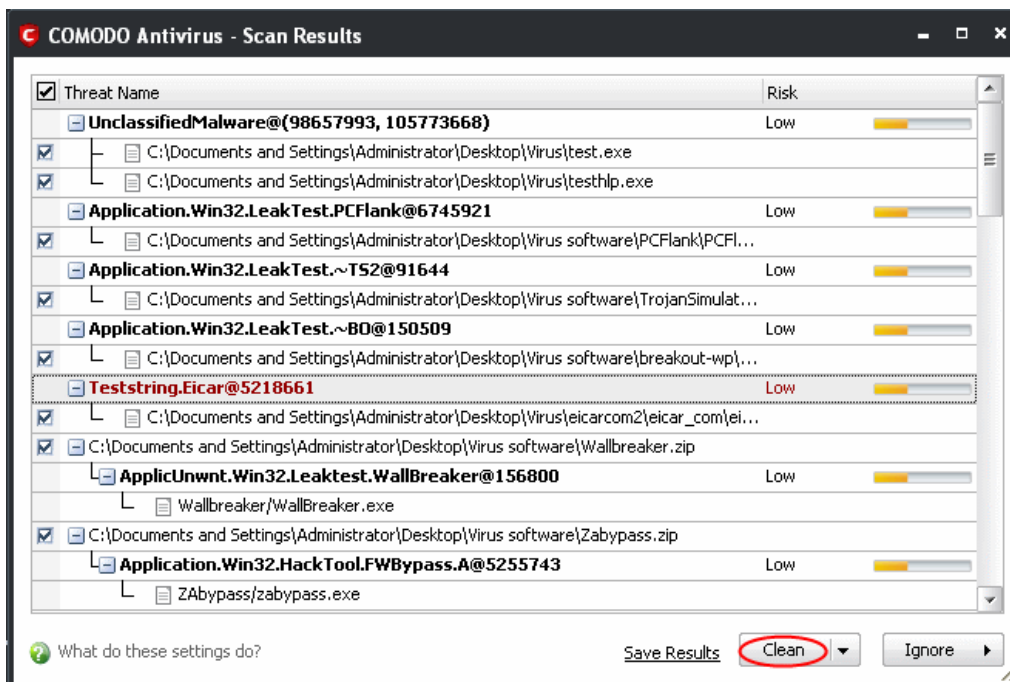 COMODO Antivirus - Scan Results
Threat Name Risk
UnclassifiedMalware@(98657993, 105773668) Low
C:\Documents and Settings\Administrator\Desktop\Virus\test.exe
C:\Documents and Settings\Administrator\Desktop\Virus\testhlp.exe
Application.Win32.LeakTest.PCFlank@6745921 Low
C:\Documents and Settings\Administrator\Desktop\Virus software\PCFlank\PCFl...
Application.Win32.LeakTest.~TS2@91644 Low
C:\Documents and Settings\Administrator\Desktop\Virus software\TrojanSimulat...
Application.Win32.LeakTest.~BO@150509 Low
C:\Documents and Settings\Administrator\Desktop\Virus software\breakout-wp\...
Teststring.Eicar@5218661 Low
C:\Documents and Settings\Administrator\Desktop\Virus\eicarcom2\eicar_com\ei...
C:\Documents and Settings\Administrator\Desktop\Virus software\Wallbreaker.zip
ApplicUnwnt.Win32.Leaktest.WallBreaker@156800 Low
Wallbreaker/WallBreaker.exe
C:\Documents and Settings\Administrator\Desktop\Virus software\Zabypass.zip
Application.Win32.HackTool.FWBypass.A@5255743 Low
ZAbypass/zabypass.exe
What do these settings do? Save Results Clean Ignore